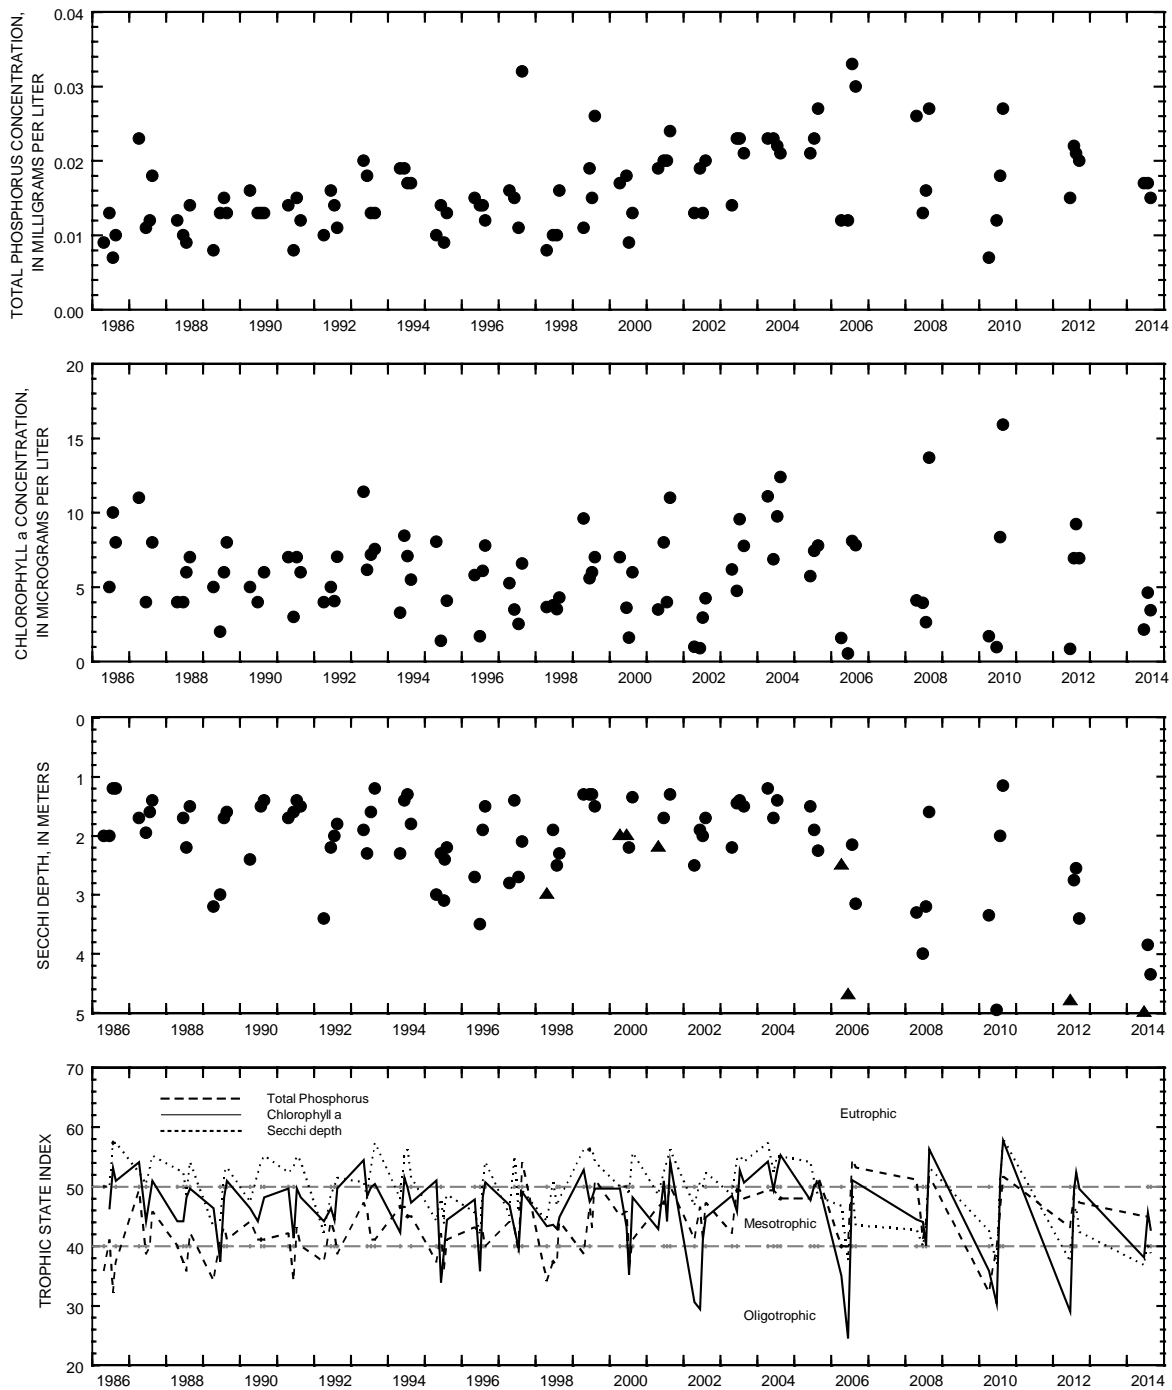 TOTAL PHOSPHORUS CONCENTRATION,
IN MILLIGRAMS PER LITER
0.04
0.03
0.02
0.01
0.00
1986 1988 1990 1992 1994 1996 1998 2000 2002 2004 2006 2008 2010 2012 2014
CHLOROPHYLL a CONCENTRATION,
IN MICROGRAMS PER LITER
20
15
10
5
0
1986 1988 1990 1992 1994 1996 1998 2000 2002 2004 2006 2008 2010 2012 2014
SECCHI DEPTH, IN METERS
0
1
2
3
4
5
1986 1988 1990 1992 1994 1996 1998 2000 2002 2004 2006 2008 2010 2012 2014
TROPHIC STATE INDEX
70
60
50
40
30
20
Total Phosphorus
Chlorophyll a
Secchi depth
Eutrophic
Mesotrophic
Oligotrophic
1986 1988 1990 1992 1994 1996 1998 2000 2002 2004 2006 2008 2010 2012 2014